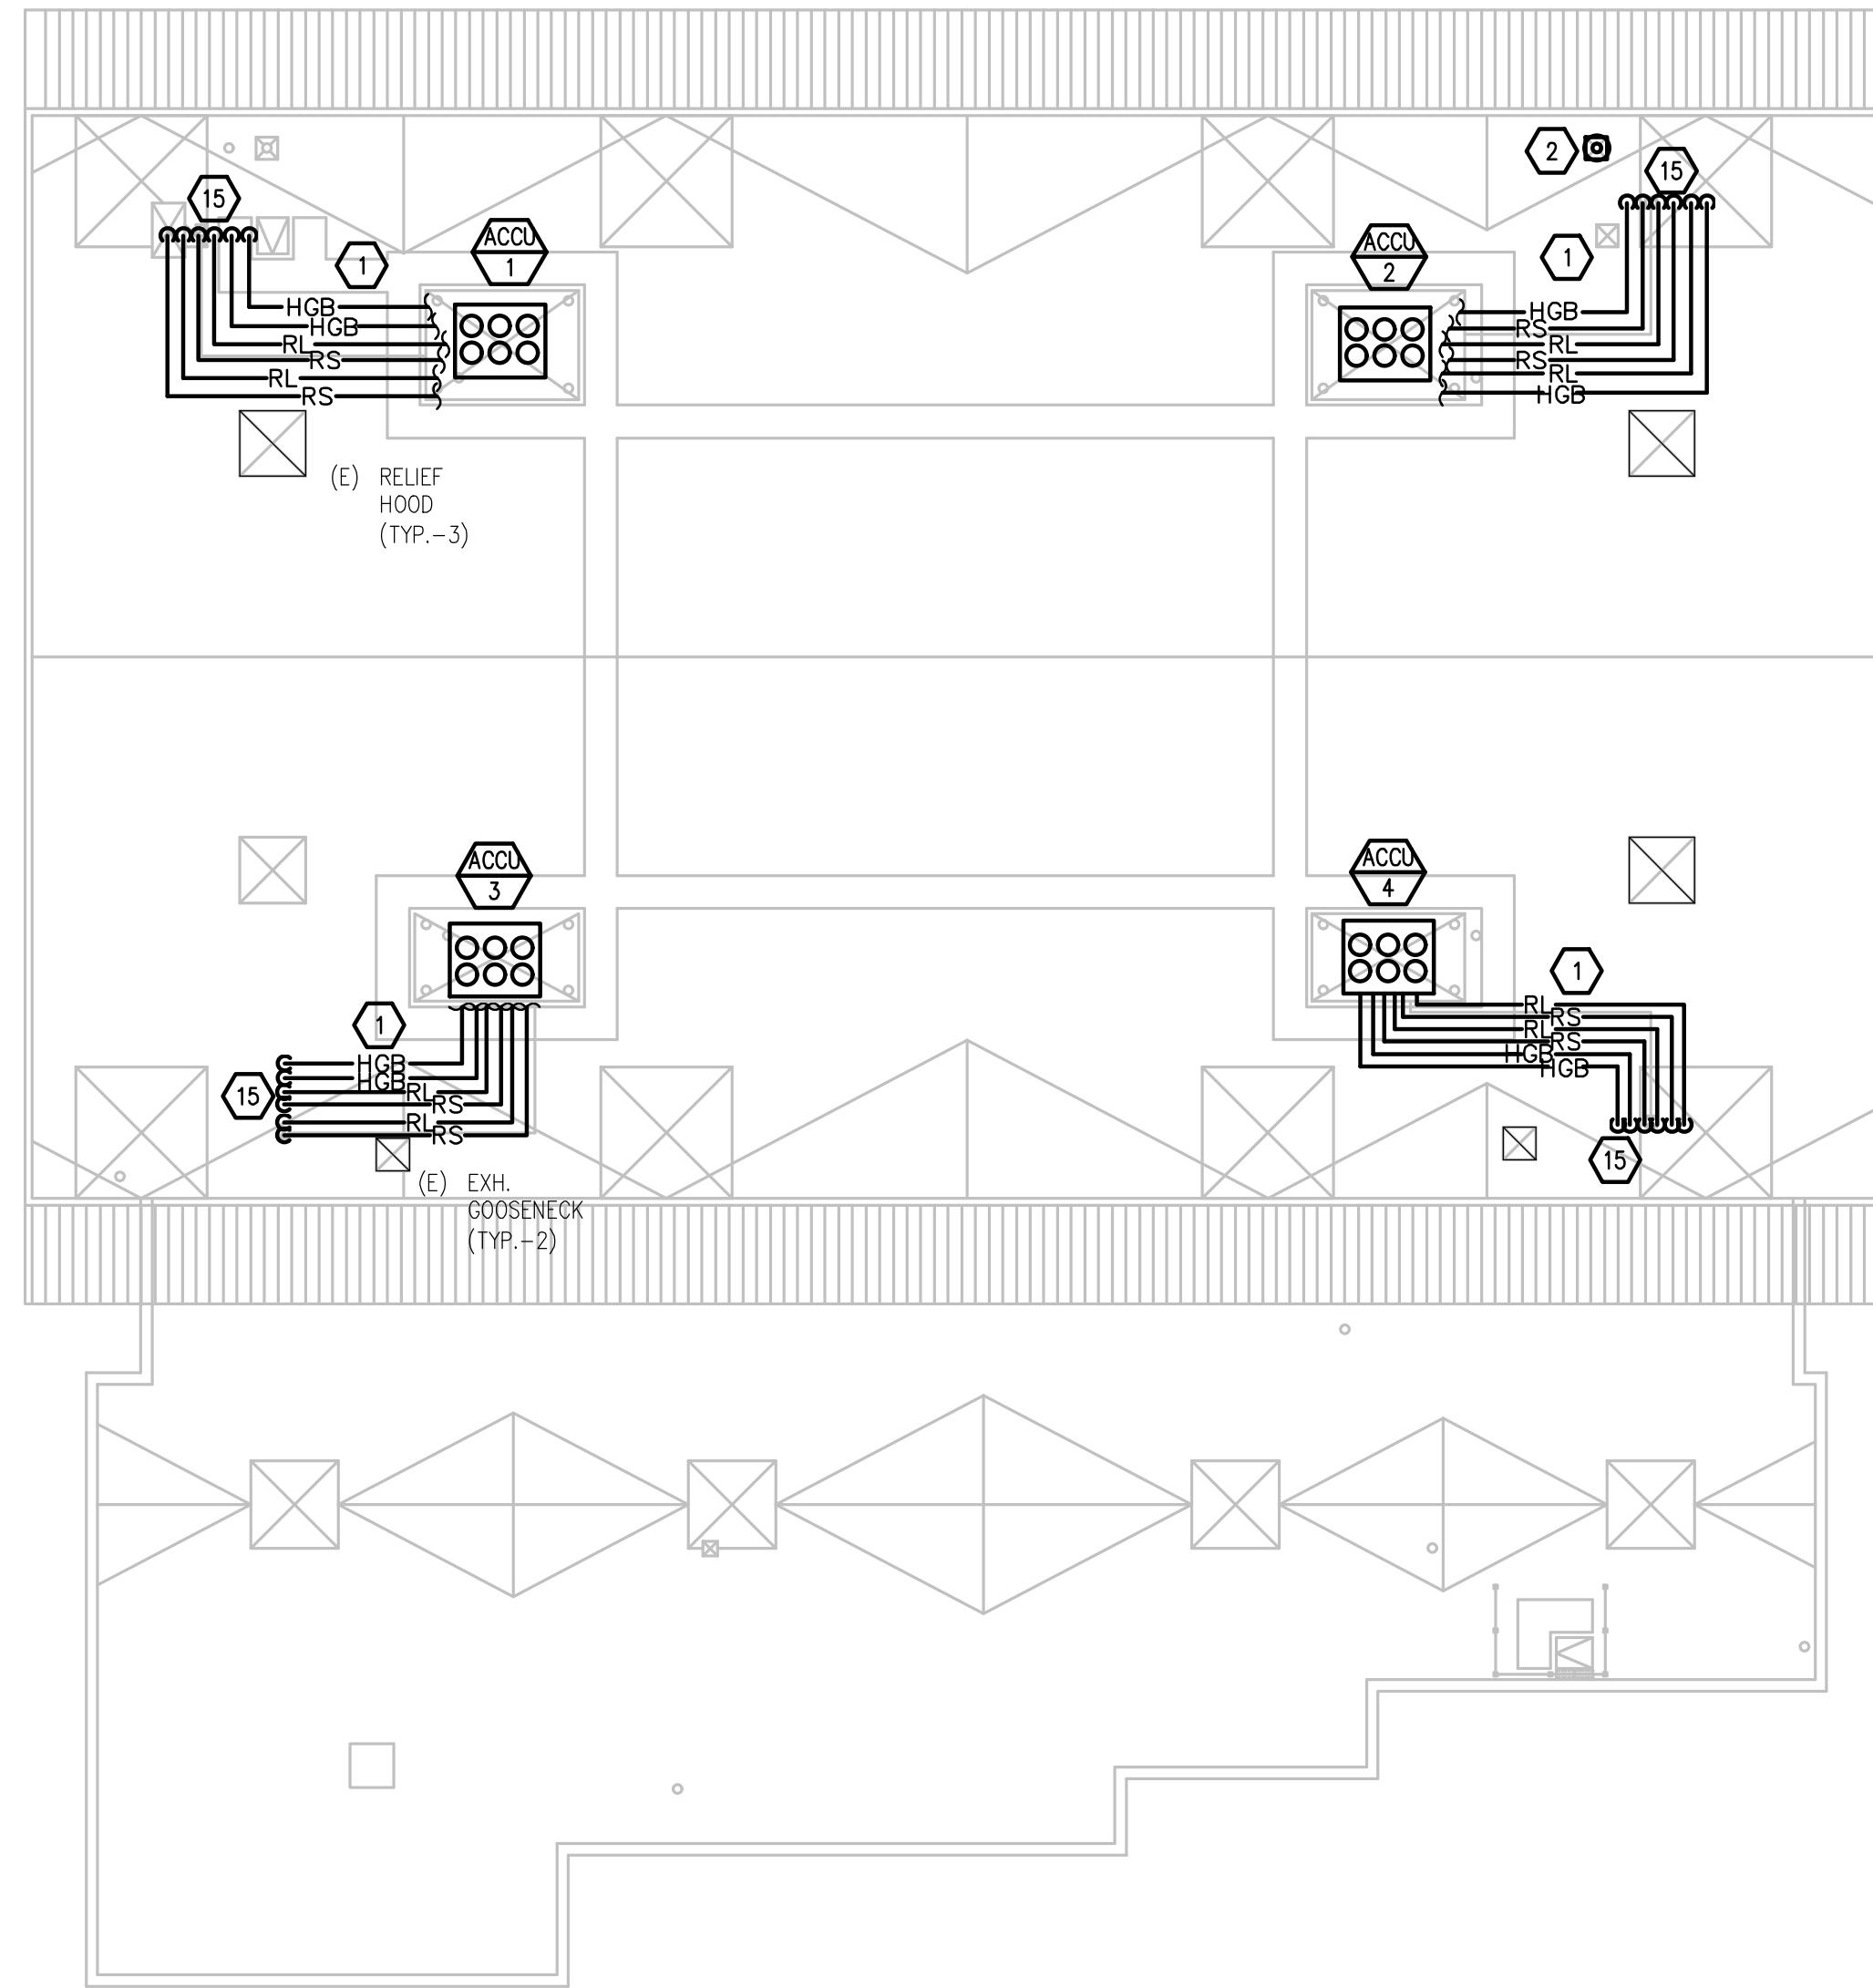 2
15
15
ACCU
1
ACCU
2
1
1
HGB
HGB
RL
RS
RL
RS
HGB
RS
RL
RS
RL
HGB
(E) RELIEF
HOOD
(TYP.-3)
ACCU
3
ACCU
4
1
1
HGB
HGB
RL
RS
RL
RS
15
RL
RS
RL
RS
HGB
HGB
15
(E) EXH.
GOOSENECK
(TYP.-2)